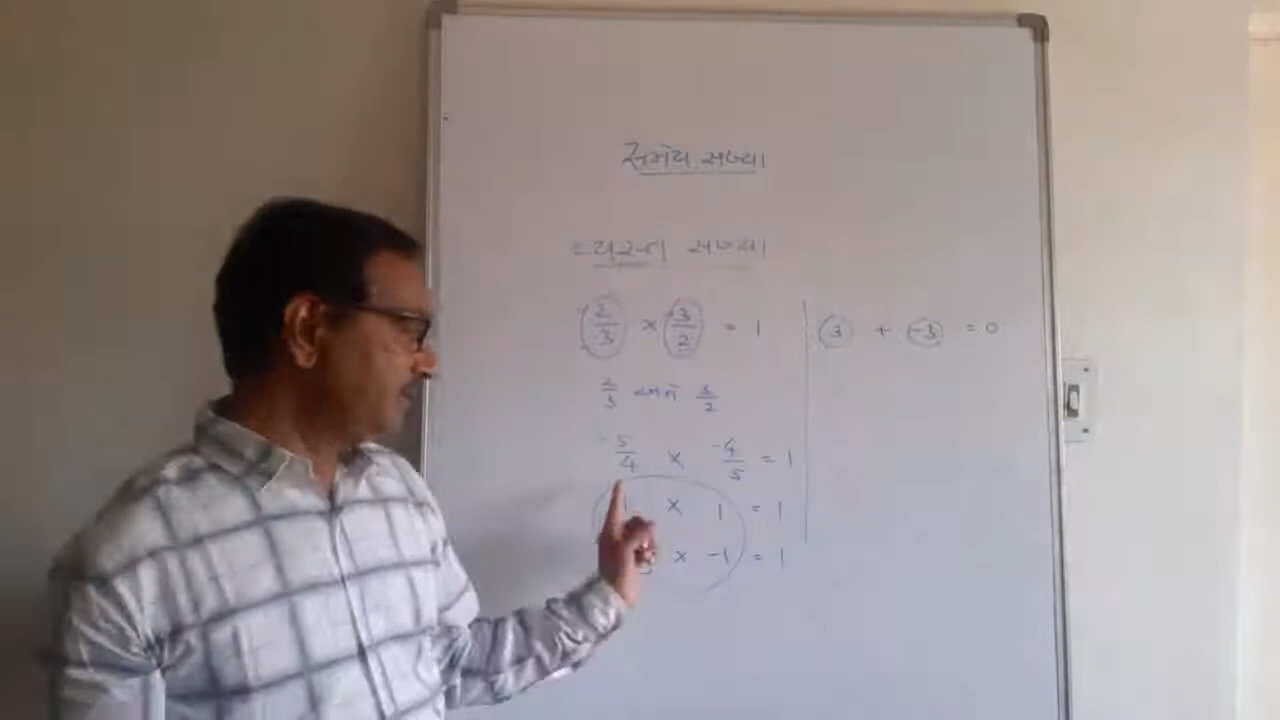 સંમેય સંખ્યા
વ્યસ્ત સંખ્યા
2/3 × 3/2 = 1
3 + -3 = 0
2/3 અને 3/2
-5/4 × -4/5 = 1
× 1 = 1
× -1 = 1